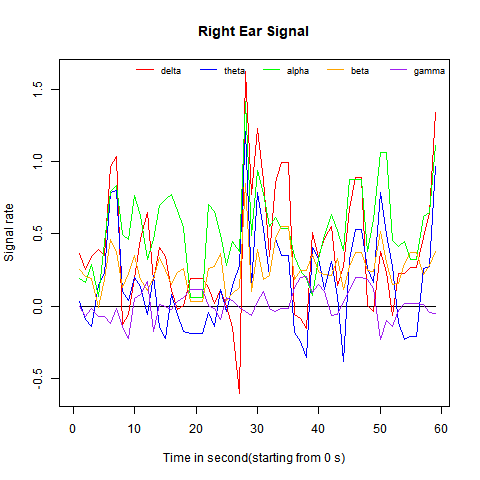 Right Ear Signal
delta theta alpha beta gamma
Signal rate
1.5
1.0
0.5
0.0
-0.5
0 10 20 30 40 50 60
Time in second(starting from 0 s)